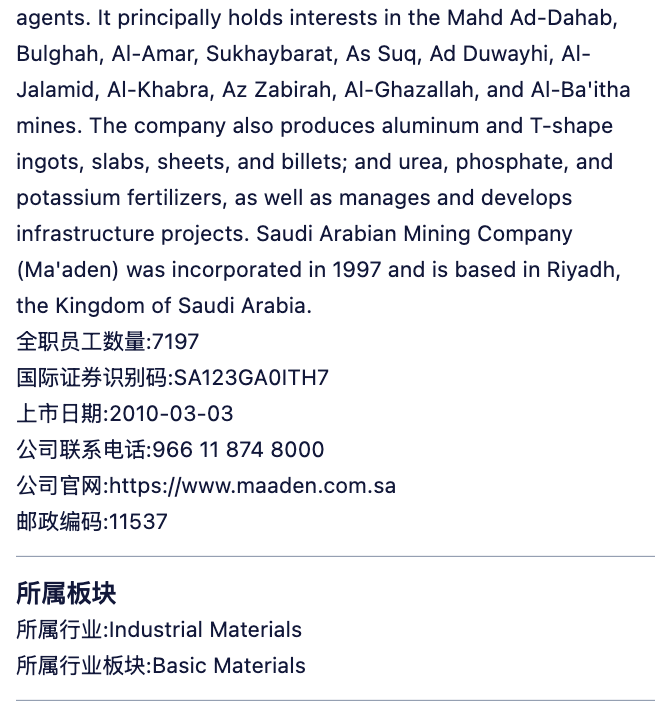 agents. It principally holds interests in the Mahd Ad-Dahab,
Bulghah, Al-Amar, Sukhaybarat, As Suq, Ad Duwayhi, Al-
Jalamid, Al-Khabra, Az Zabirah, Al-Ghazallah, and Al-Ba'itha
mines. The company also produces aluminum and T-shape
ingots, slabs, sheets, and billets; and urea, phosphate, and
potassium fertilizers, as well as manages and develops
infrastructure projects. Saudi Arabian Mining Company
(Ma'aden) was incorporated in 1997 and is based in Riyadh,
the Kingdom of Saudi Arabia.
全职员工数量:7197
国际证券识别码:SA123GA0ITH7
上市日期:2010-03-03
公司联系电话:966 11 874 8000
公司官网:https://www.maaden.com.sa
邮政编码:11537
所属板块
所属行业:Industrial Materials
所属行业板块:Basic Materials